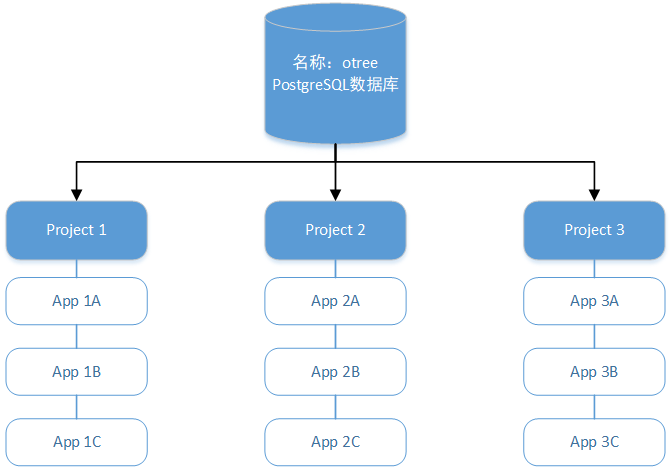 名称：otree
PostgreSQL数据库
Project 1
Project 2
Project 3
App 1A
App 2A
App 3A
App 1B
App 2B
App 3B
App 1C
App 2C
App 3C